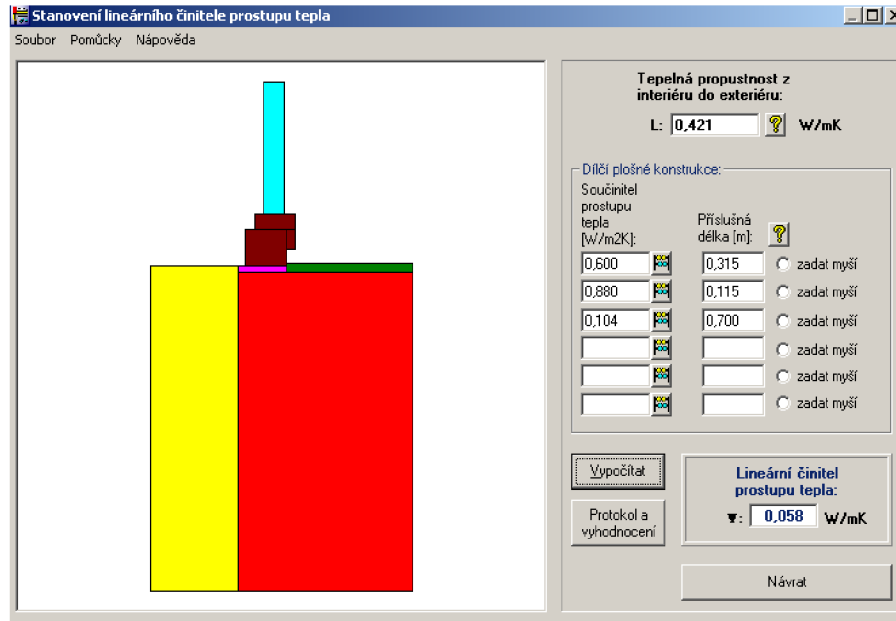 Stanovení lineárního činitele prostupu tepla
Soubor Pomůcky Nápověda
Tepelná propustnost z
interiéru do exteriéru:
L: 0,421 ? W/mK
Dílčí plošné konstrukce:
Součinitel
prostupu
tepla
[W/m2K]:
Příslušná
délka [m]: ?
0,600 0,315 zadat myší
0,880 0,115 zadat myší
0,104 0,700 zadat myší
zadat myší
zadat myší
zadat myší
Vypočítat
Protokol a
vyhodnocení
Lineární činitel
prostupu tepla:
Ψ: 0,058 W/mK
Návrat